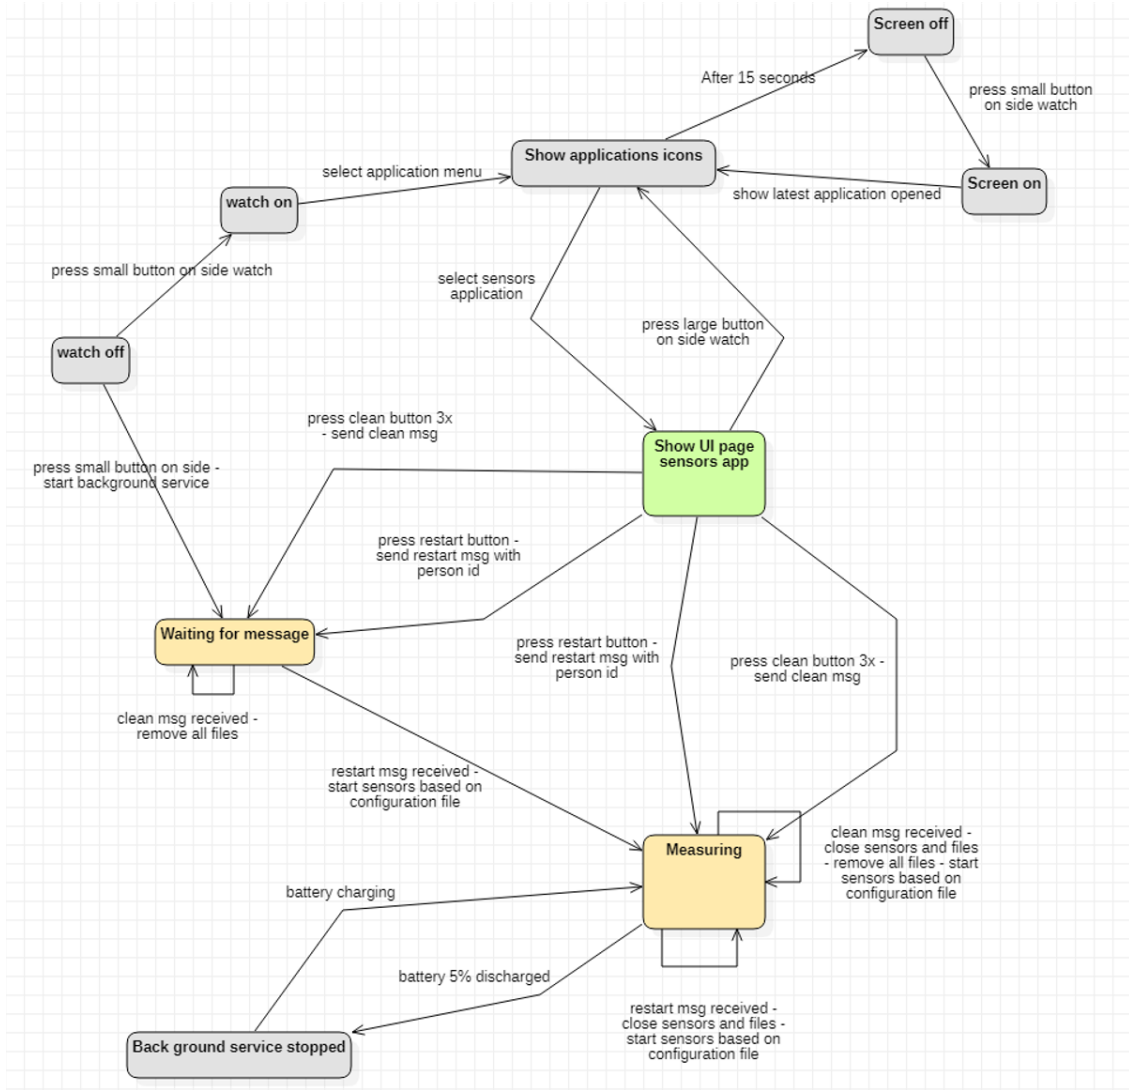 Screen off
After 15 seconds
press small button
on side watch
Show applications icons
select application menu
Screen on
show latest application opened
watch on
press small button on side watch
select sensors
application
press large button
on side watch
watch off
press clean button 3x
- send clean msg
Show UI page
sensors app
press small button on side -
start background service
press restart button -
send restart msg with
person id
Waiting for message
press restart button -
send restart msg with
person id
press clean button 3x -
send clean msg
clean msg received -
remove all files
restart msg received -
start sensors based on
configuration file
Measuring
clean msg received -
close sensors and files
- remove all files - start
sensors based on
configuration file
battery charging
battery 5% discharged
restart msg received -
close sensors and files -
start sensors based on
configuration file
Back ground service stopped